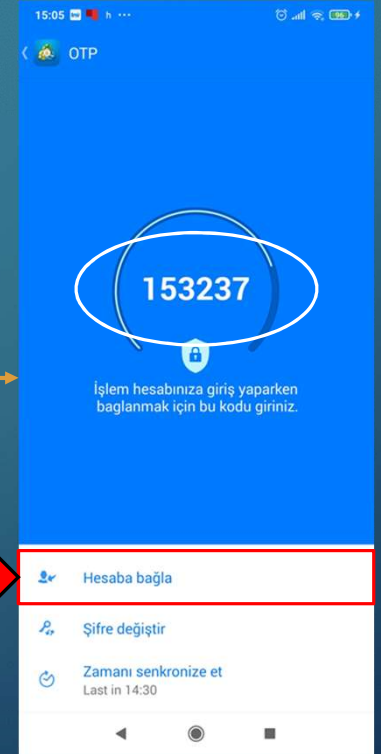 15:05 h ...
96
OTP
153237
İşlem hesabınıza giriş yaparken
baglanmak için bu kodu giriniz.
Hesaba bağla
Şifre değiştir
Zamanı senkronize et
Last in 14:30